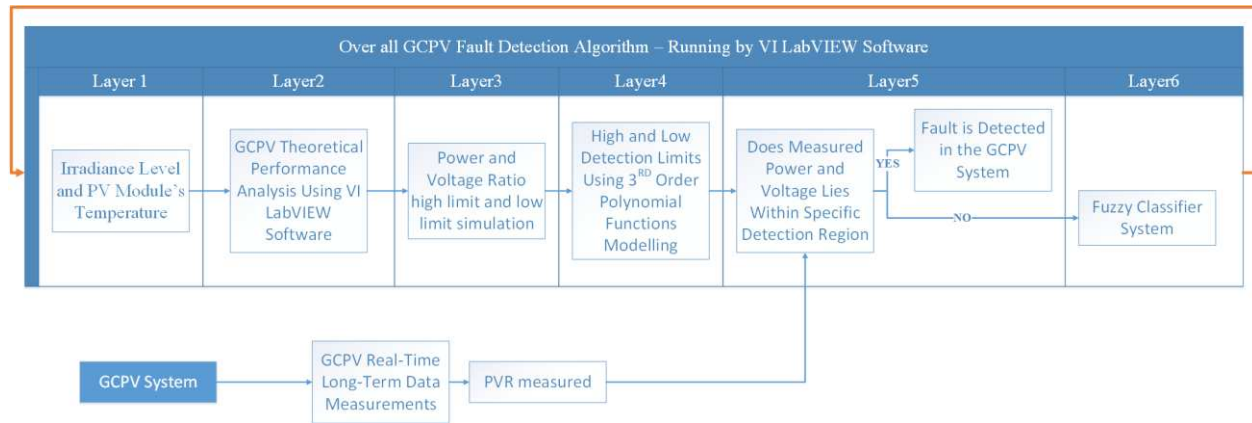 Over all GCPV Fault Detection Algorithm – Running by VI LabVIEW Software
Layer 1
Layer2
Layer3
Layer4
Layer5
Layer6
Irradiance Level
and PV Module`s
Temperature
GCPV Theoretical
Performance
Analysis Using VI
LabVIEW
Software
Power and
Voltage Ratio
high limit and low
limit simulation
High and Low
Detection Limits
Using 3RD Order
Polynomial
Functions
Modelling
Does Measured
Power and
Voltage Lies
Within Specific
Detection Region
YES
Fault is Detected
in the GCPV
System
NO
Fuzzy Classifier
System
GCPV System
GCPV Real-Time
Long-Term Data
Measurements
PVR measured